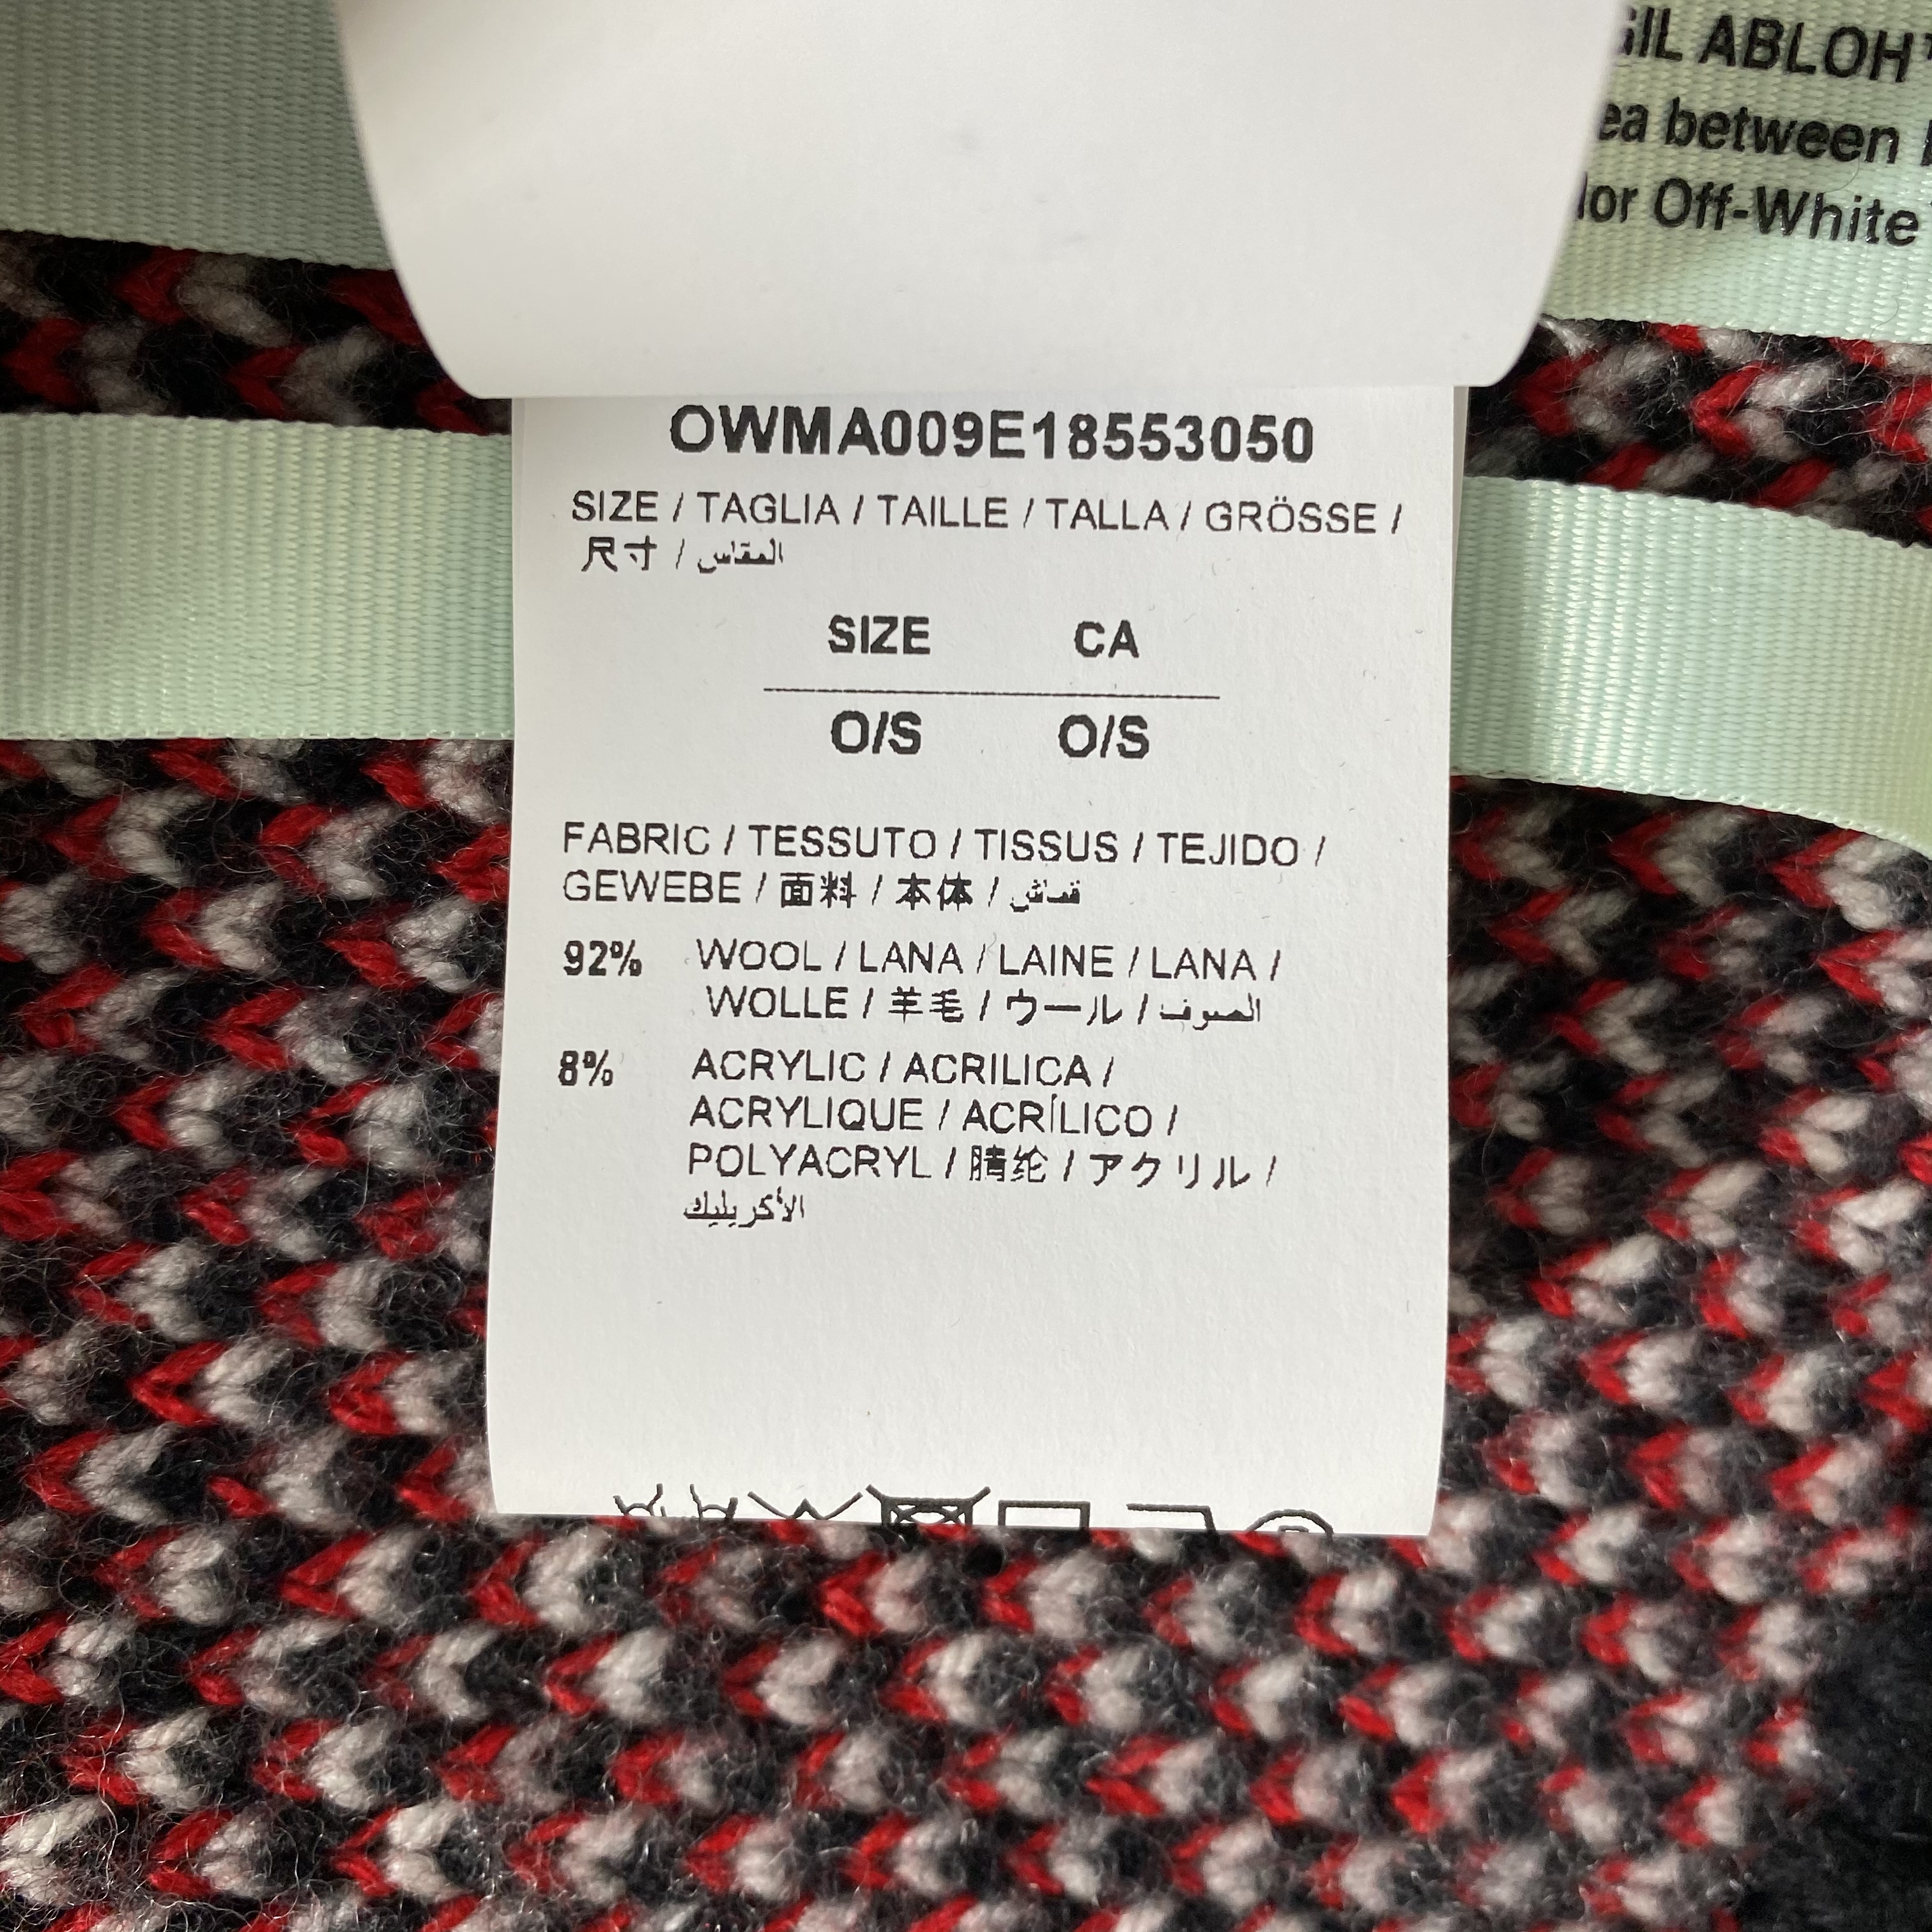 GIL ABLOH™
ea between
lor Off-White
OWMA009E18553050
SIZE / TAGLIA / TAILLE / TALLA / GRÖSSE /
尺寸 / المقاس
SIZE CA
O/S O/S
FABRIC / TESSUTO / TISSUS / TEJIDO /
GEWEBE / 面料 / 本体 / قماش
92% WOOL / LANA / LAINE / LANA /
WOLLE / 羊毛 / ウール / الصوف
8% ACRYLIC / ACRILICA /
ACRYLIQUE / ACRÍLICO /
POLYACRYL / 腈纶 / アクリル /
الأكريليك